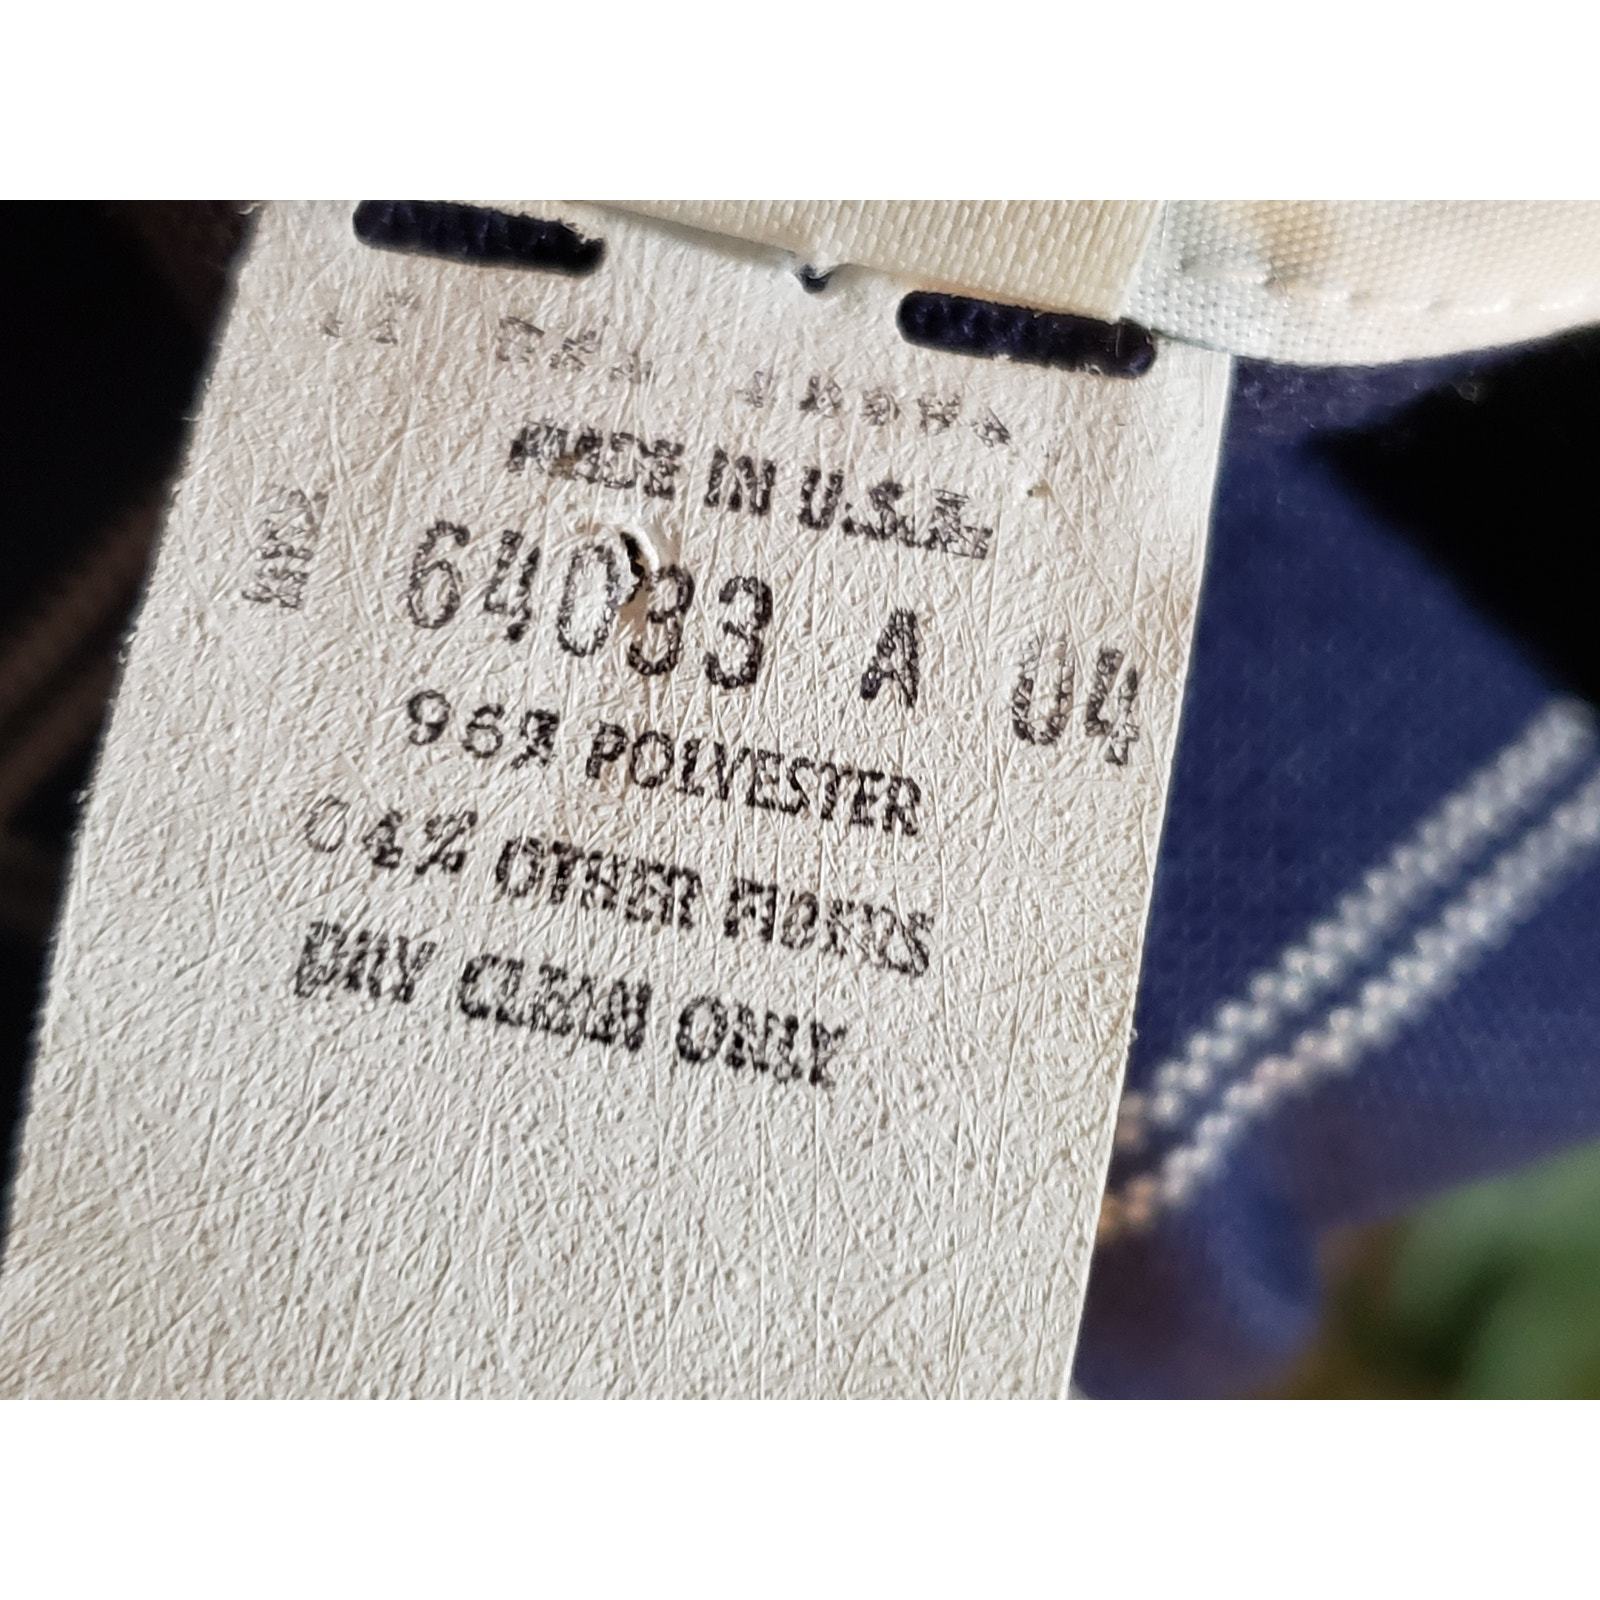 MADE IN U.S.A.
64033 A 04
96% POLYESTER
04% OTHER FIBERS
DRY CLEAN ONLY